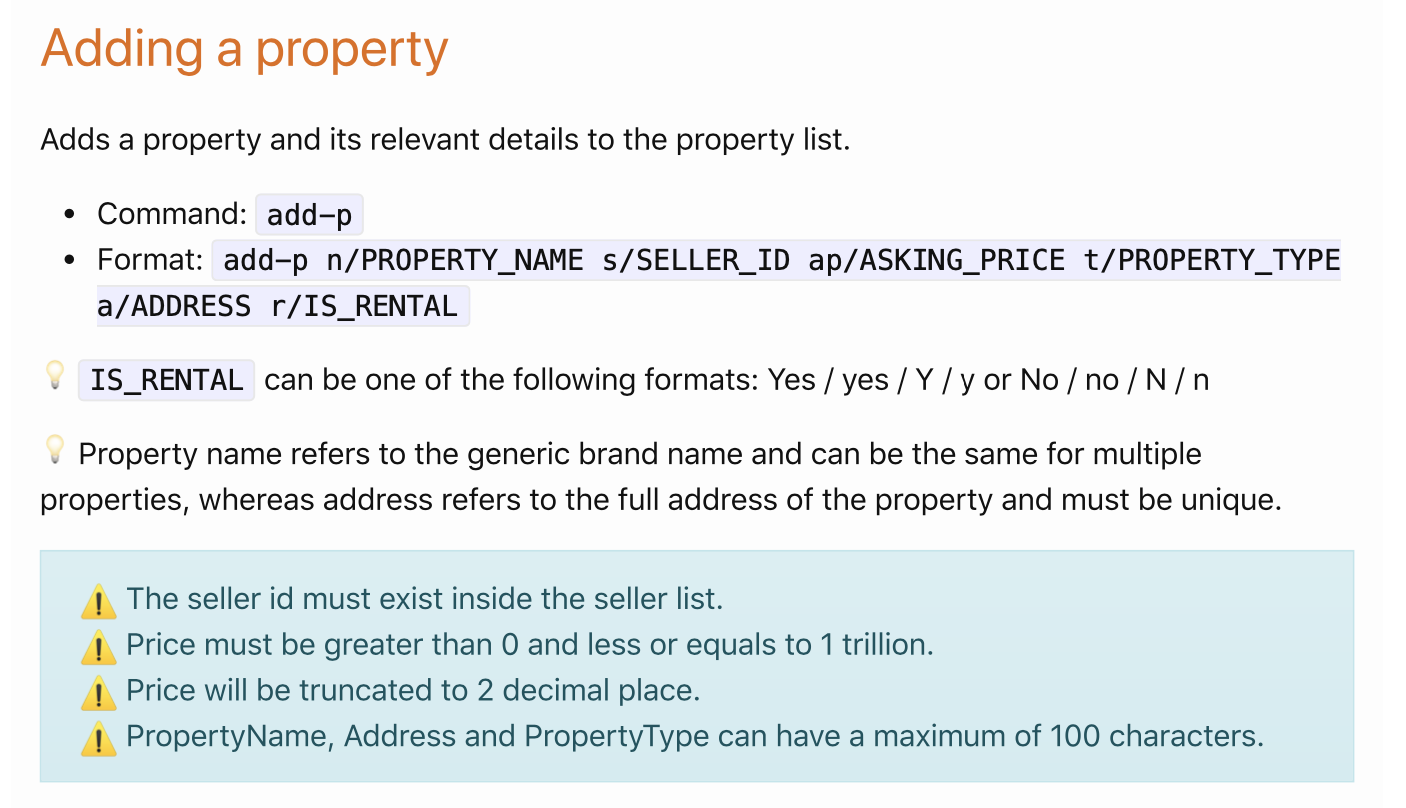 Adding a property
Adds a property and its relevant details to the property list.
• Command: add-p
• Format: add-p n/PROPERTY_NAME s/SELLER_ID ap/ASKING_PRICE t/PROPERTY_TYPE
a/ADDRESS r/IS_RENTAL
💡 IS_RENTAL can be one of the following formats: Yes / yes / Y / y or No / no / N / n
💡 Property name refers to the generic brand name and can be the same for multiple
properties, whereas address refers to the full address of the property and must be unique.
⚠️ The seller id must exist inside the seller list.
⚠️ Price must be greater than 0 and less or equals to 1 trillion.
⚠️ Price will be truncated to 2 decimal place.
⚠️ PropertyName, Address and PropertyType can have a maximum of 100 characters.